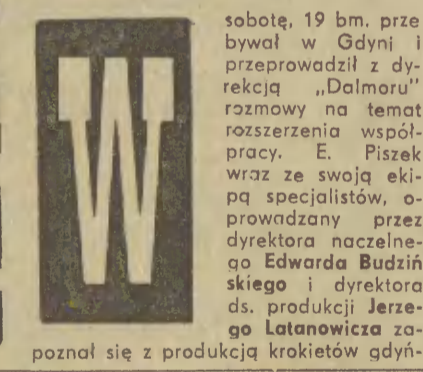 W
sobotę, 19 bm. prze
bywał w Gdyni i
przeprowadził z dy-
rekcją „Dalmoru"
rozmowy na temat
rozszerzenia współ-
pracy. E. Piszek
wraz ze swoją eki-
pą specjalistów, o-
prowadzany przez
dyrektora naczelne-
go Edwarda Budziń
skiego i dyrektora
ds. produkcji Jerze-
go Latanowicza za-
poznał się z produkcją krokietów gdyń-